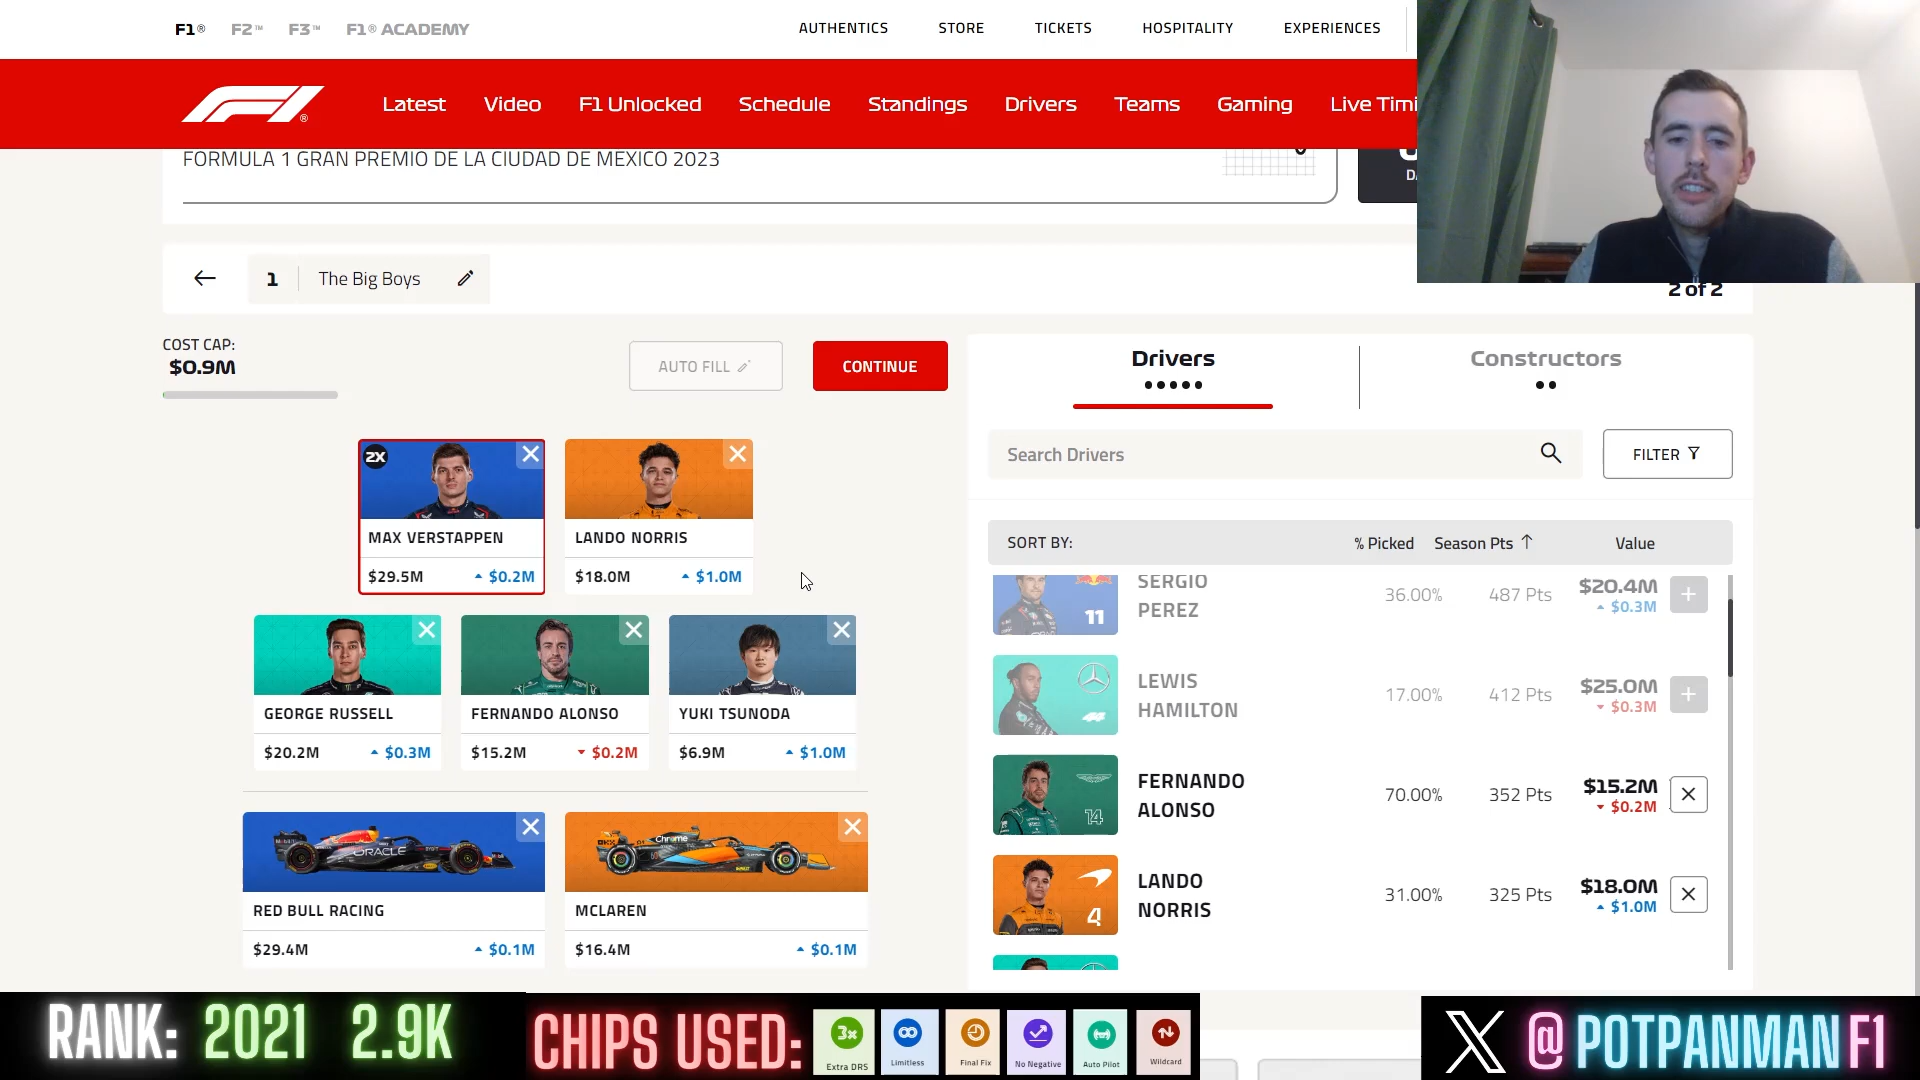 F1® F2™ F3™ F1® ACADEMY
AUTHENTICS STORE TICKETS HOSPITALITY EXPERIENCES
F1® Latest Video F1 Unlocked Schedule Standings Drivers Teams Gaming Live Timi
FORMULA 1 GRAN PREMIO DE LA CIUDAD DE MEXICO 2023
1 The Big Boys
2 of 2
COST CAP:
$0.9M
AUTO FILL
CONTINUE
2X
MAX VERSTAPPEN
$29.5M $0.2M
LANDO NORRIS
$18.0M $1.0M
GEORGE RUSSELL
$20.2M $0.3M
FERNANDO ALONSO
$15.2M $0.2M
YUKI TSUNODA
$6.9M $1.0M
ORACLE
RED BULL RACING
$29.4M $0.1M
Chrome
MCLAREN
$16.4M $0.1M
Drivers
Constructors
Search Drivers
FILTER
SORT BY: % Picked Season Pts Value
11
SERGIO
PEREZ
36.00% 487 Pts $20.4M
$0.3M
LEWIS
HAMILTON
17.00% 412 Pts $25.0M
$0.3M
14
FERNANDO
ALONSO
70.00% 352 Pts $15.2M
$0.2M
4
LANDO
NORRIS
31.00% 325 Pts $18.0M
$1.0M
RANK: 2021 2.9K
CHIPS USED:
3x
Extra DRS
Limitless
Final Fix
No Negative
Auto Pilot
Wildcard
X @POTPANMANF1